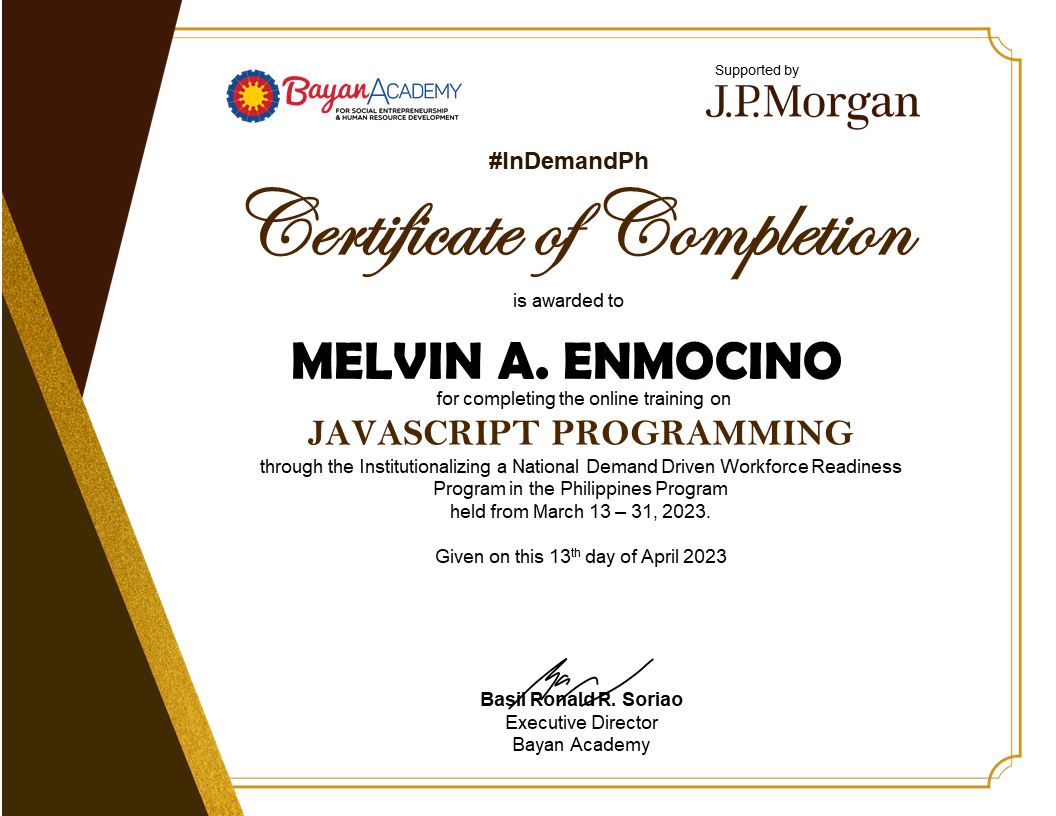 Bayan ACADEMY
FOR SOCIAL ENTREPRENEURSHIP
& HUMAN RESOURCE DEVELOPMENT
Supported by
J.P.Morgan
#InDemandPh
Certificate of Completion
is awarded to
MELVIN A. ENMOCINO
for completing the online training on
JAVASCRIPT PROGRAMMING
through the Institutionalizing a National Demand Driven Workforce Readiness
Program in the Philippines Program
held from March 13 – 31, 2023.
Given on this 13th day of April 2023
Basil Ronald R. Soriao
Executive Director
Bayan Academy